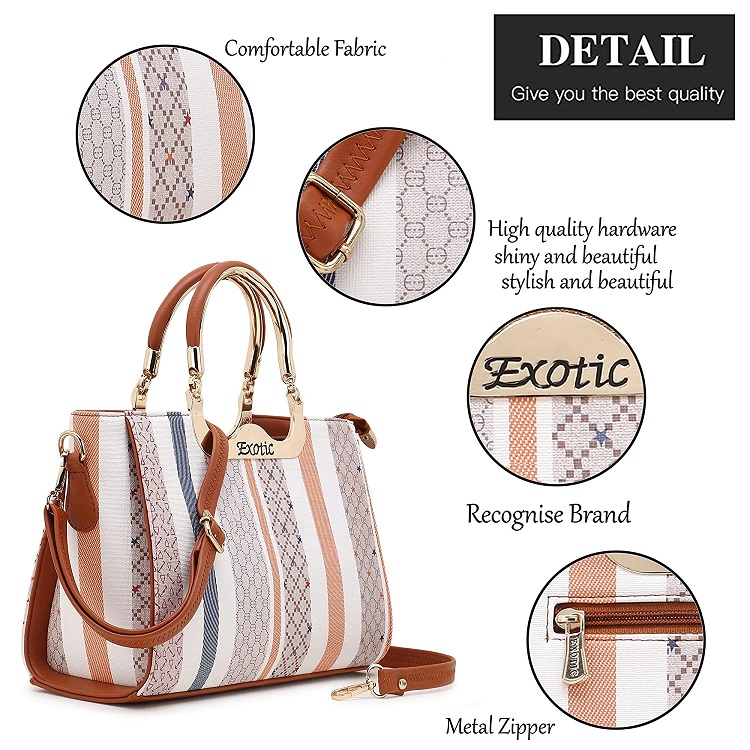 Comfortable Fabric
DETAIL
Give you the best quality
High quality hardware
shiny and beautiful
stylish and beautiful
Exotic
Exotic
Recognise Brand
Exotic
Metal Zipper